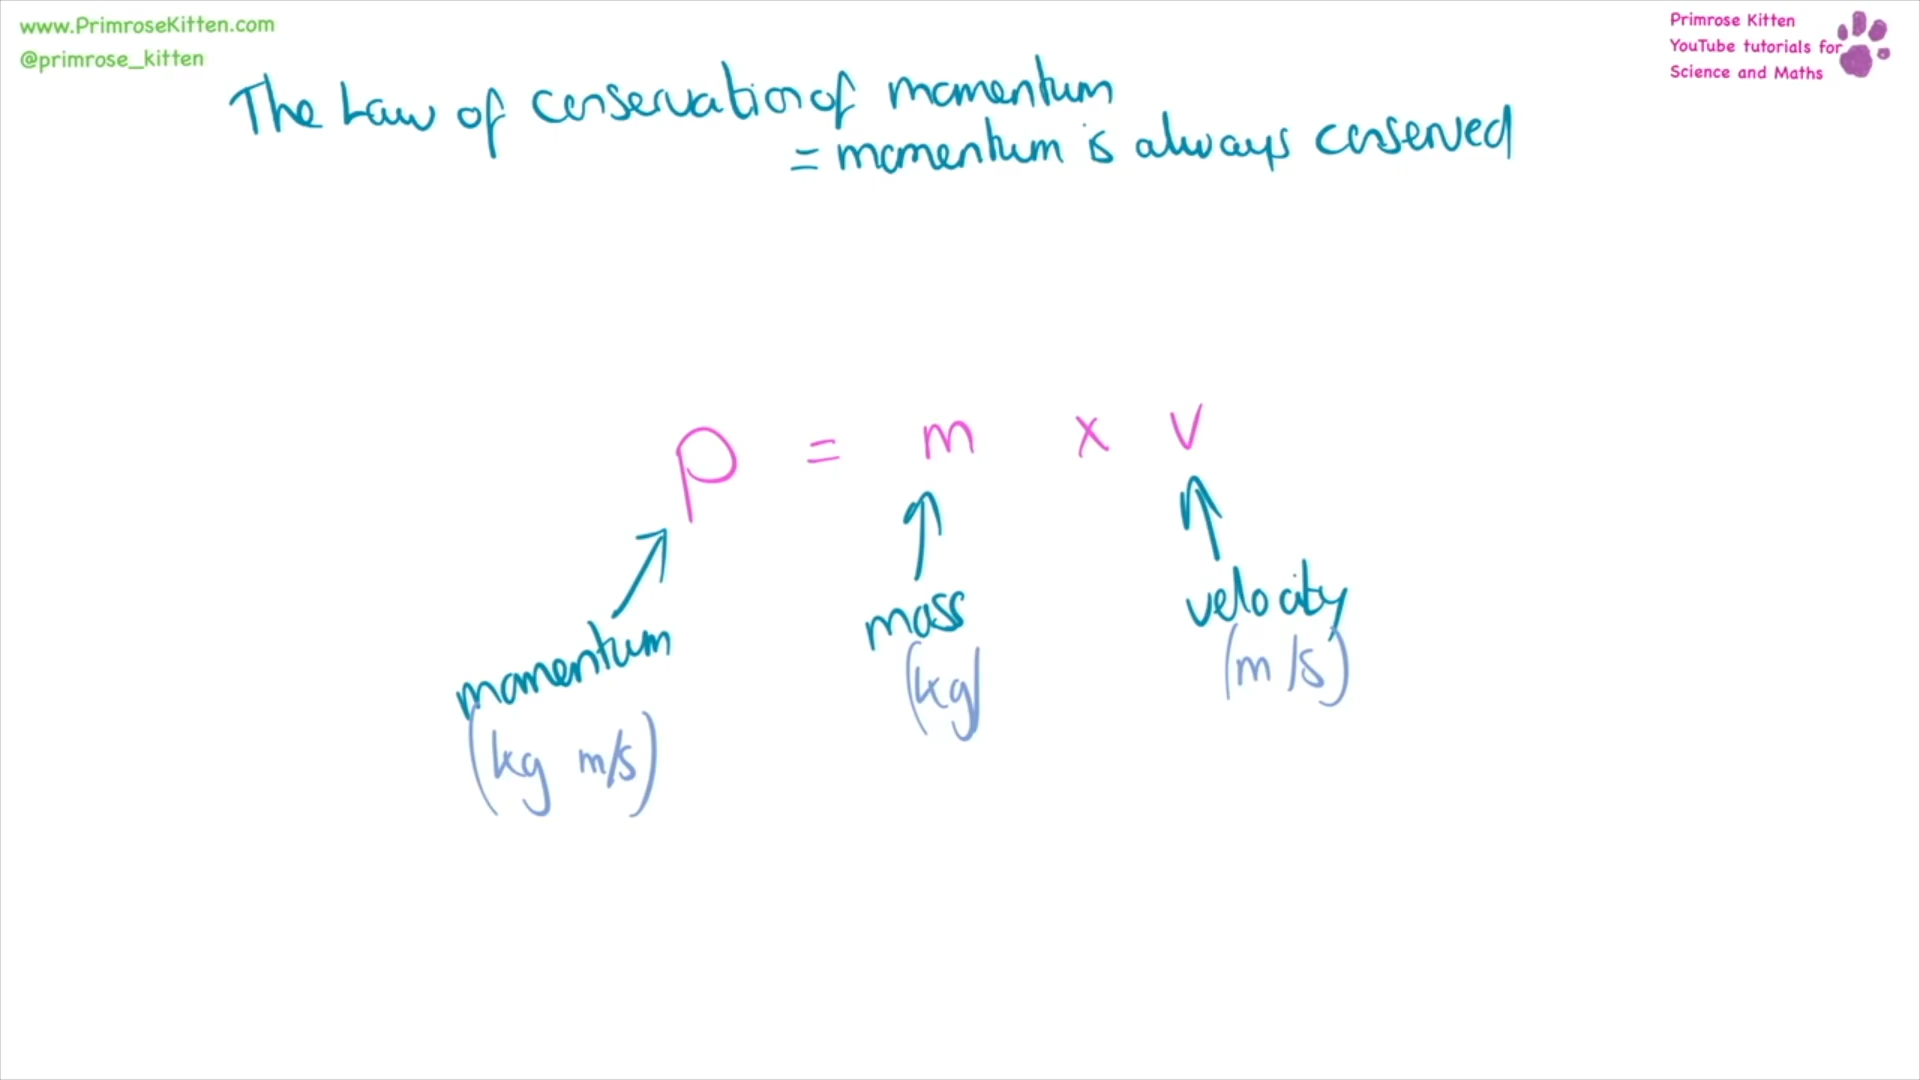 www.PrimroseKitten.com
@primrose_kitten
Primrose Kitten
YouTube tutorials for
Science and Maths
The Law of conservation of momentum
= momentum is always conserved
p = m x v
momentum
(kg m/s)
mass
(kg)
velocity
(m/s)